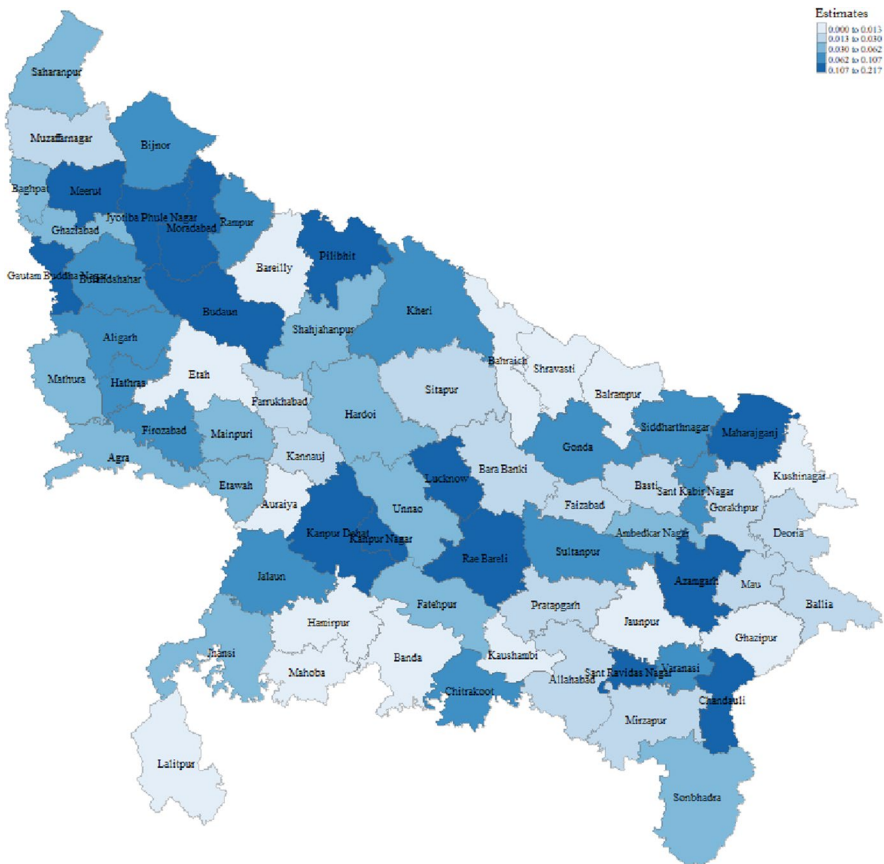 Estimates
0.000 to 0.013
0.013 to 0.030
0.030 to 0.062
0.062 to 0.107
0.107 to 0.217
Saharanpur
Muzaffarnagar
Bijnor
Baghpat
Meerut
Jyotiba Phule Nagar
Moradabad
Rampur
Ghaziabad
Bareilly
Pilibhit
Gautam Buddha Nagar
Bulandshahar
Budaun
Kheri
Shahjahanpur
Aligarh
Bahraich
Shravasti
Etah
Mathura
Hathras
Sitapur
Balrampur
Farrukhabad
Hardoi
Firozabad
Mainpuri
Siddharthnagar
Maharajganj
Gonda
Agra
Kannauj
Bara Banki
Kushinagar
Etawah
Lucknow
Basti
Sant Kabir Nagar
Auraiya
Unnao
Faizabad
Gorakhpur
Kanpur Dehat
Kanpur Nagar
Ambedkar Nagar
Deoria
Rae Bareli
Sultanpur
Jalaun
Azamgarh
Mau
Fatehpur
Pratapgarh
Ballia
Hamirpur
Jaunpur
Ghazipur
Jhansi
Kaushambi
Banda
Mahoba
Sant Ravidas Nagar
Varanasi
Allahabad
Chitrakoot
Chandauli
Mirzapur
Lalitpur
Sonbhadra